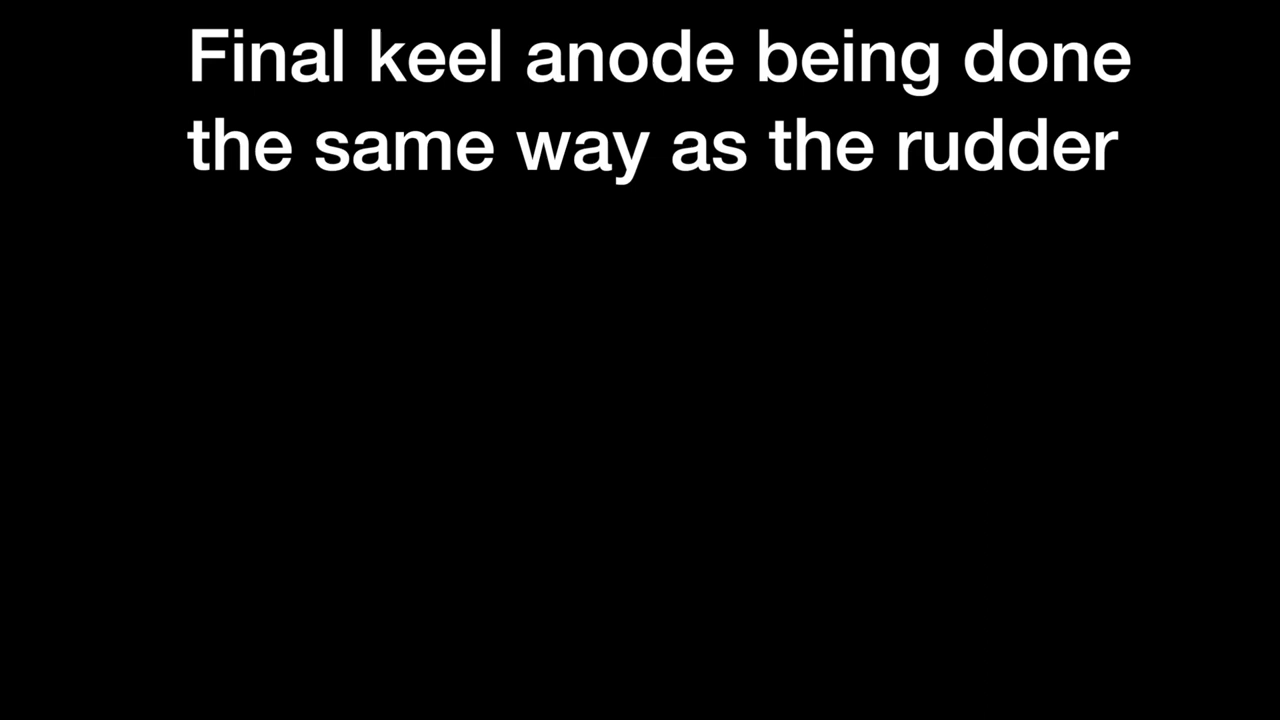 Final keel anode being done
the same way as the rudder